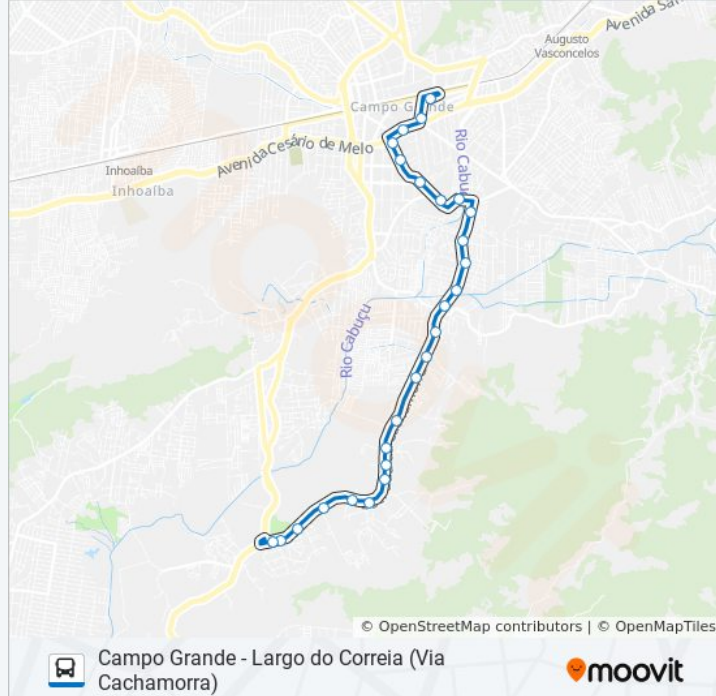 Avenida San
Augusto
Vasconcelos
Campo Grande
Avenida Cesário de Melo
Rio Cabuçu
Inhoaíba
Inhoaíba
Rio Cabuçu
© OpenStreetMap contributors | © OpenMapTiles
Campo Grande - Largo do Correia (Via
Cachamorra)
moovit